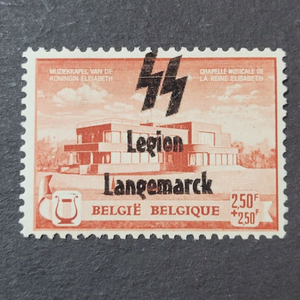 MUZIEKKAPEL VAN DE
KONINGIN ELISABETH
CHAPELLE MUSICALE DE
LA REINE ELISABETH
Legion
Langemarck
BELGIË BELGIQUE
2,50F
+2,50F